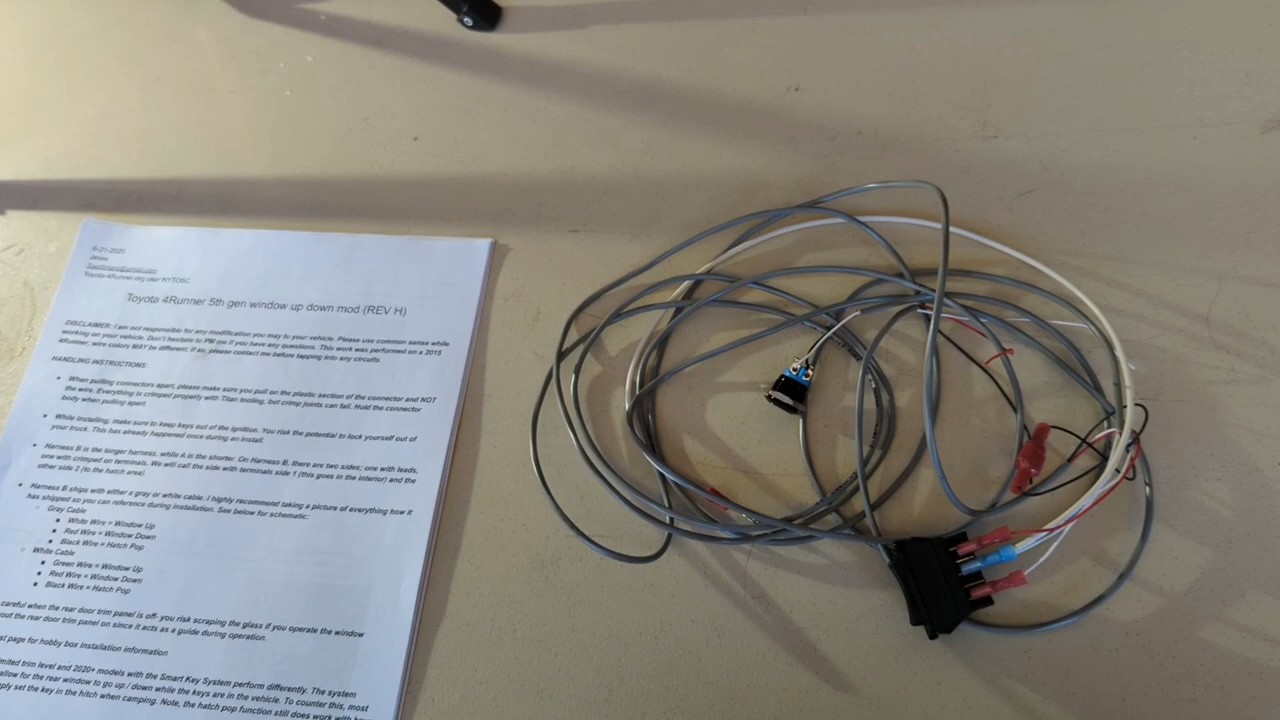 6-21-2020
Toyota-4Runner.org user NYTOSC
Toyota 4Runner 5th gen window up down mod (REV H)
DISCLAIMER: I am not responsible for any modification you may to your vehicle. Please use common sense while
working on your vehicle. Don't hesitate to PM me if you have any questions. This work was performed on a 2015
4Runner; wire colors MAY be different; if so, please contact me before tapping into any circuits.
HANDLING INSTRUCTIONS:
● When pulling connectors apart, please make sure you pull on the plastic section of the connector and NOT
the wire. Everything is crimped properly with Titan tooling, but crimp joints can fail. Hold the connector
body when pulling apart.
● While installing, make sure to keep keys out of the ignition. You risk the potential to lock yourself out of
your truck. This has already happened once during an install.
● Harness B is the longer harness, while A is the shorter. On Harness B, there are two sides; one with leads,
one with crimped on terminals. We will call the side with terminals side 1 (this goes in the interior) and the
other side 2 (to the hatch area).
● Harness B ships with either a gray or white cable. I highly recommend taking a picture of everything how it
has shipped so you can reference during installation. See below for schematic:
○ Gray Cable
■ White Wire = Window Up
■ Red Wire = Window Down
■ Black Wire = Hatch Pop
○ White Cable
■ Green Wire = Window Up
■ Red Wire = Window Down
■ Black Wire = Hatch Pop
careful when the rear door trim panel is off- you risk scraping the glass if you operate the window
out the rear door trim panel on since it acts as a guide during operation.
st page for hobby box installation information
imited trim level and 2020+ models with the Smart Key System perform differently. The system
allow for the rear window to go up / down while the keys are in the vehicle. To counter this, most
ply set the key in the hitch when camping. Note, the hatch pop function still does work with